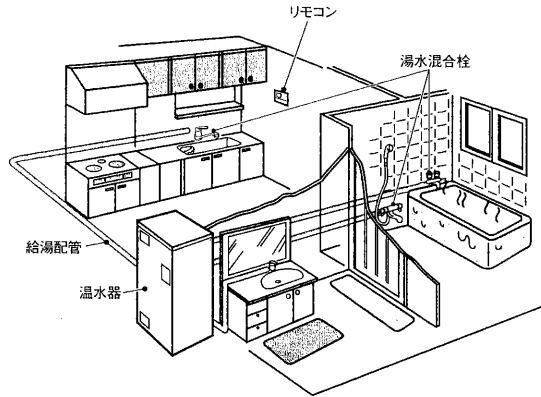 リモコン
湯水混合栓
給湯配管
温水器